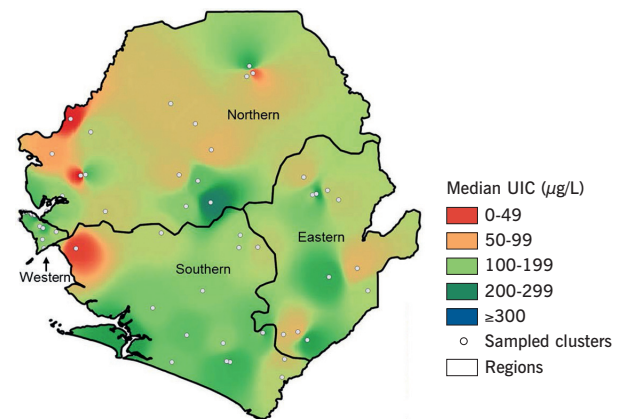 Northern
Eastern
Southern
Western
Median UIC (µg/L)
0-49
50-99
100-199
200-299
≥300
Sampled clusters
Regions